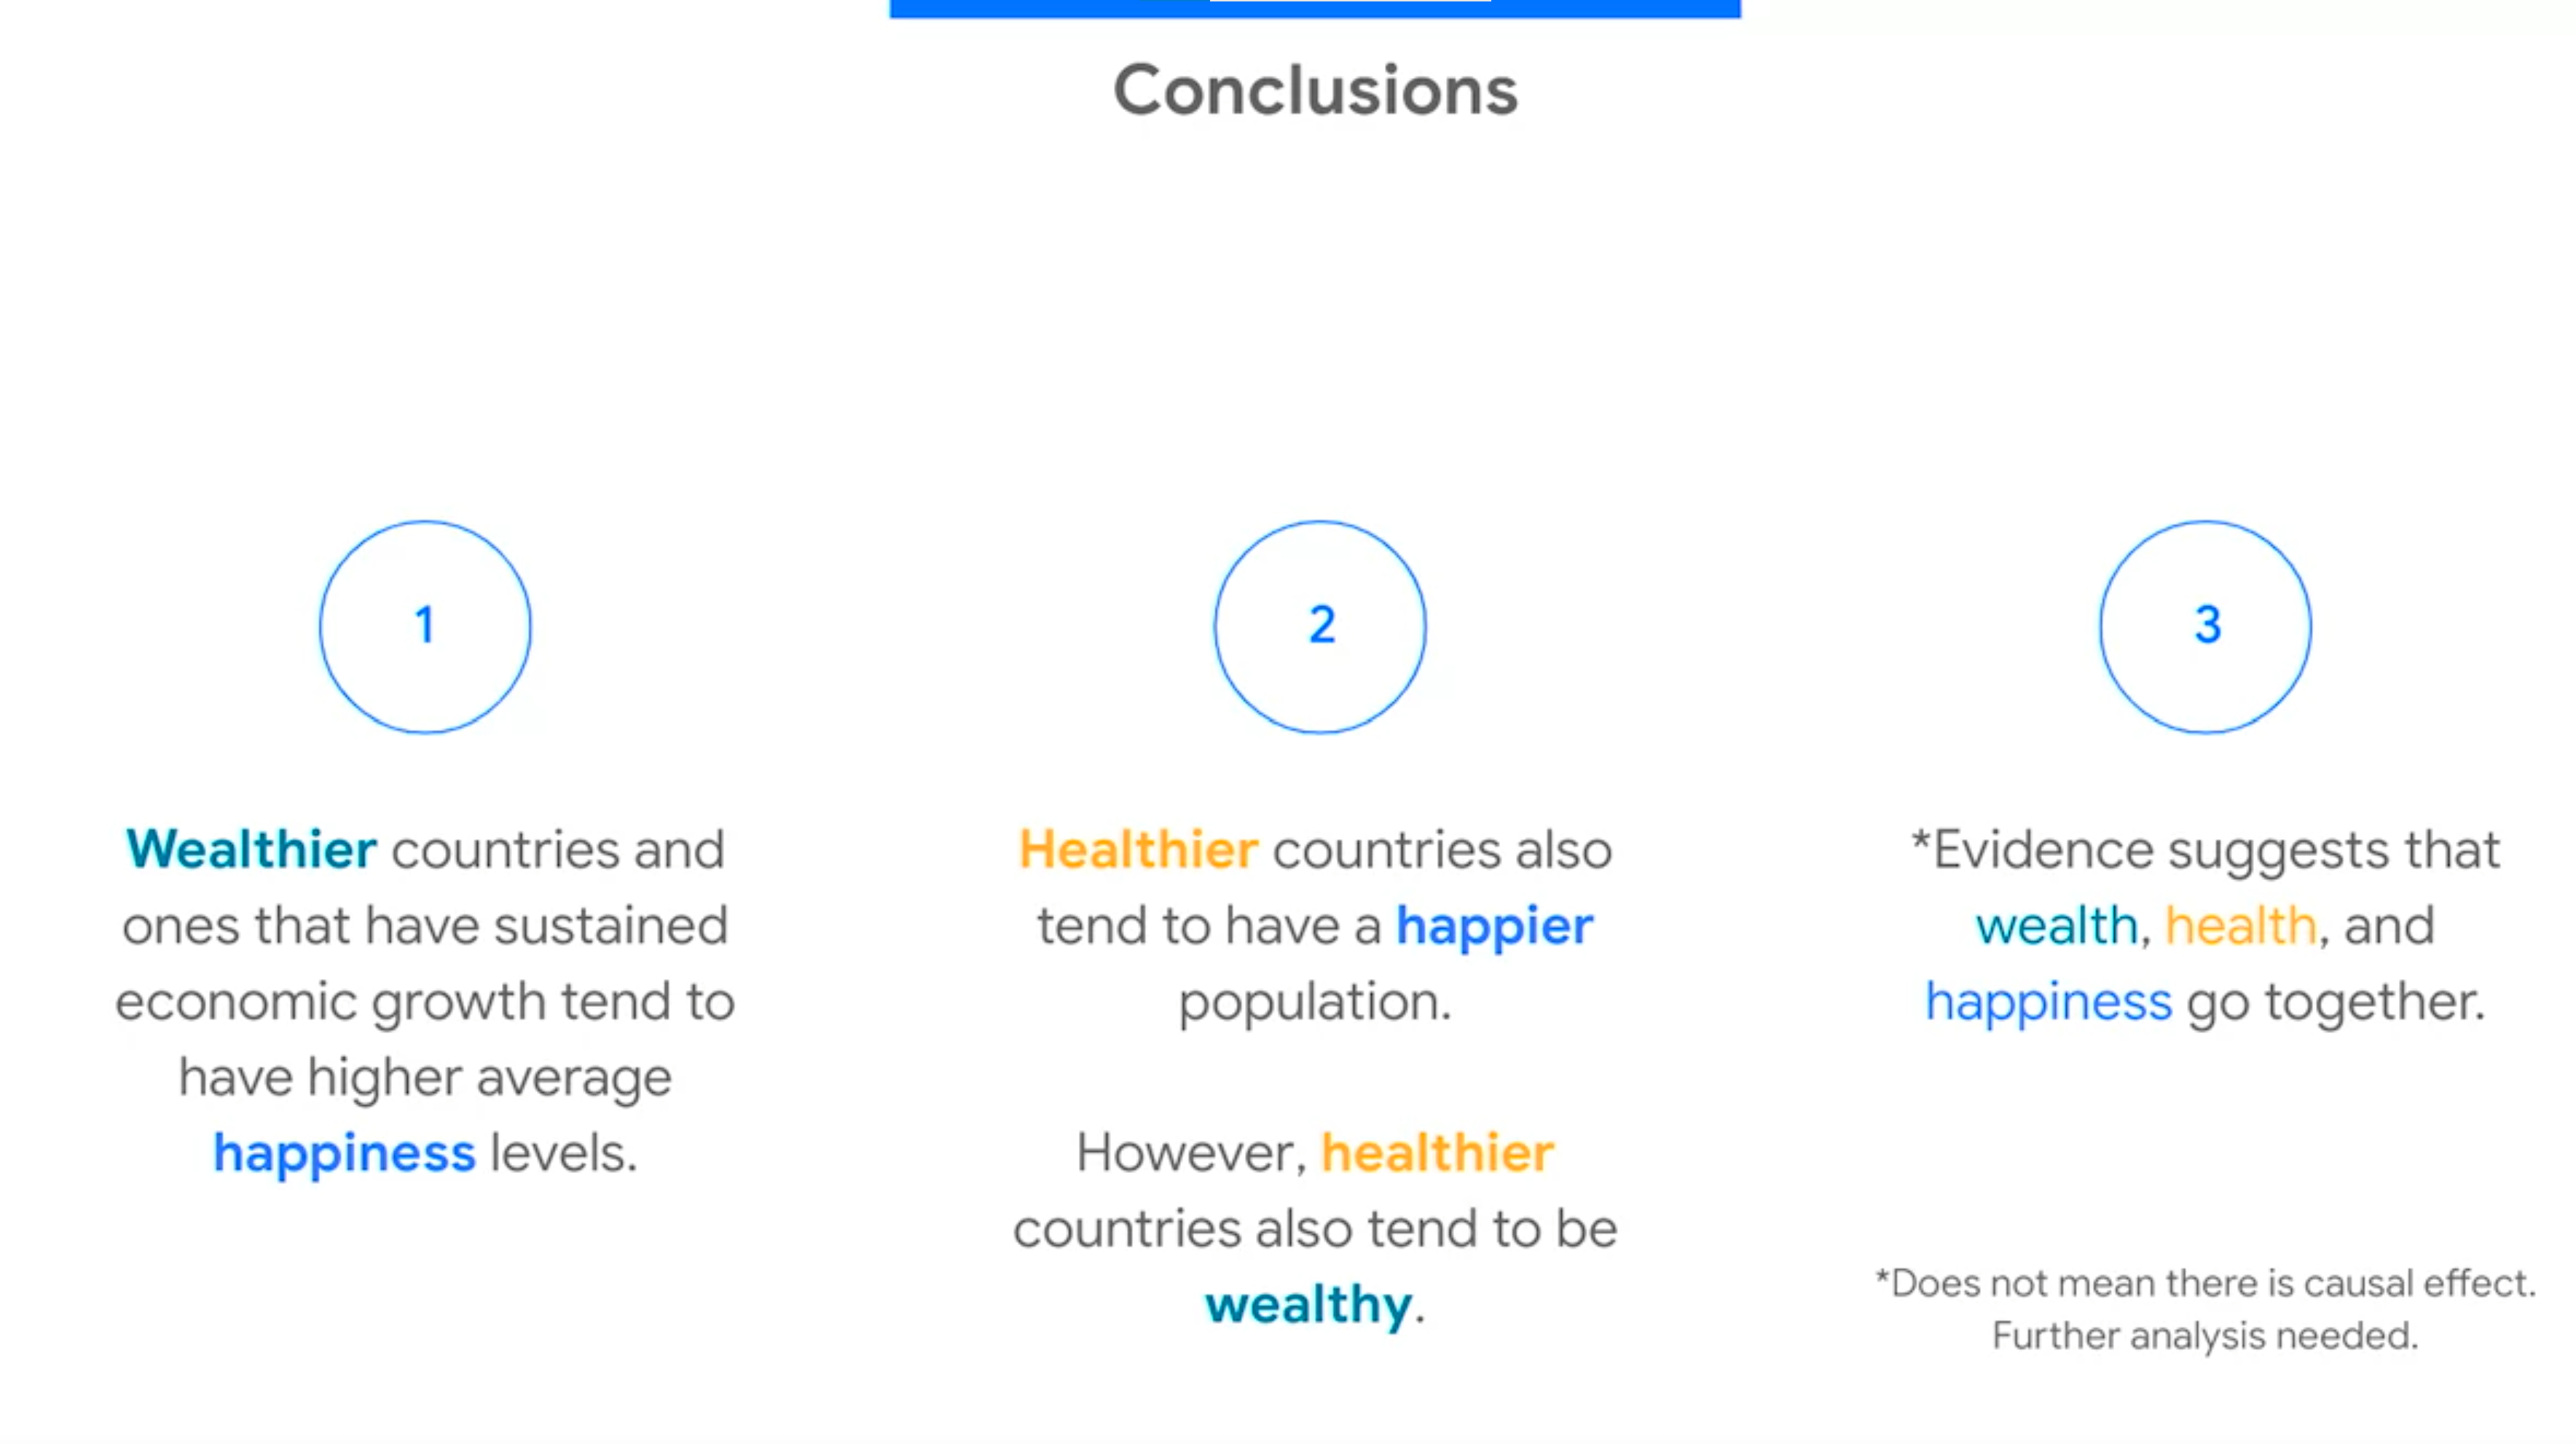 Conclusions
1
Wealthier countries and
ones that have sustained
economic growth tend to
have higher average
happiness levels.
2
Healthier countries also
tend to have a happier
population.
However, healthier
countries also tend to be
wealthy.
3
*Evidence suggests that
wealth, health, and
happiness go together.
*Does not mean there is causal effect.
Further analysis needed.